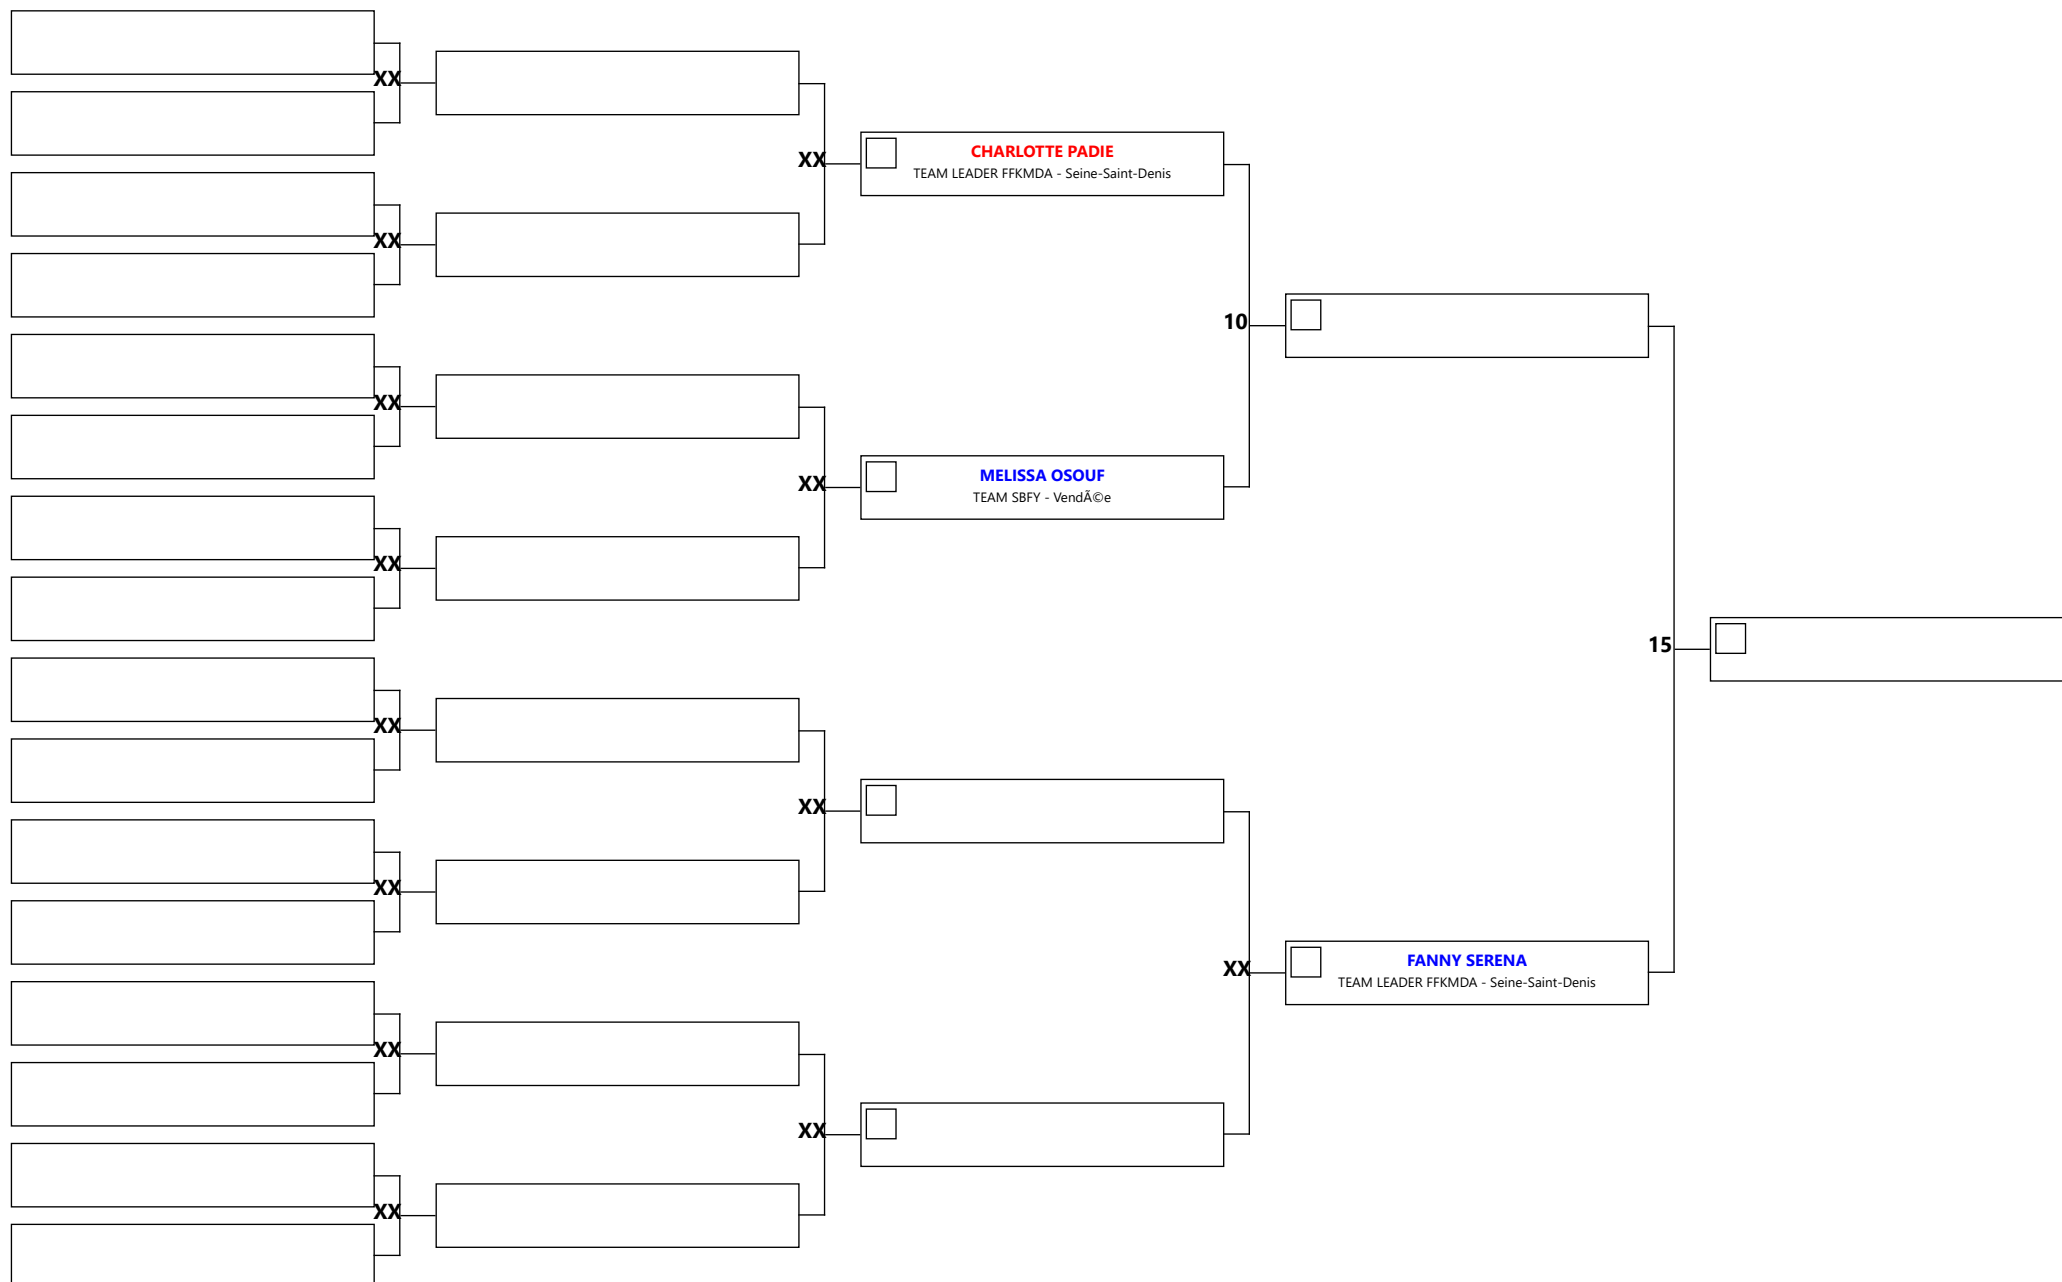 XX
XX
CHARLOTTE PADIE
TEAM LEADER FFKMDA - Seine-Saint-Denis
XX
10
XX
XX
MELISSA OSOUF
TEAM SBFY - VendÃ©e
XX
15
XX
XX
XX
XX
FANNY SERENA
TEAM LEADER FFKMDA - Seine-Saint-Denis
XX
XX
XX